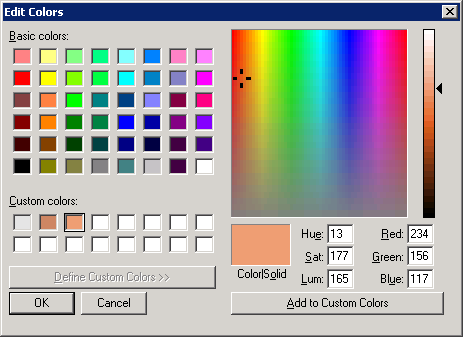 Edit Colors
Basic colors:
Custom colors:
Define Custom Colors >>
OK
Cancel
Color|Solid
Hue: 13
Sat: 177
Lum: 165
Red: 234
Green: 156
Blue: 117
Add to Custom Colors